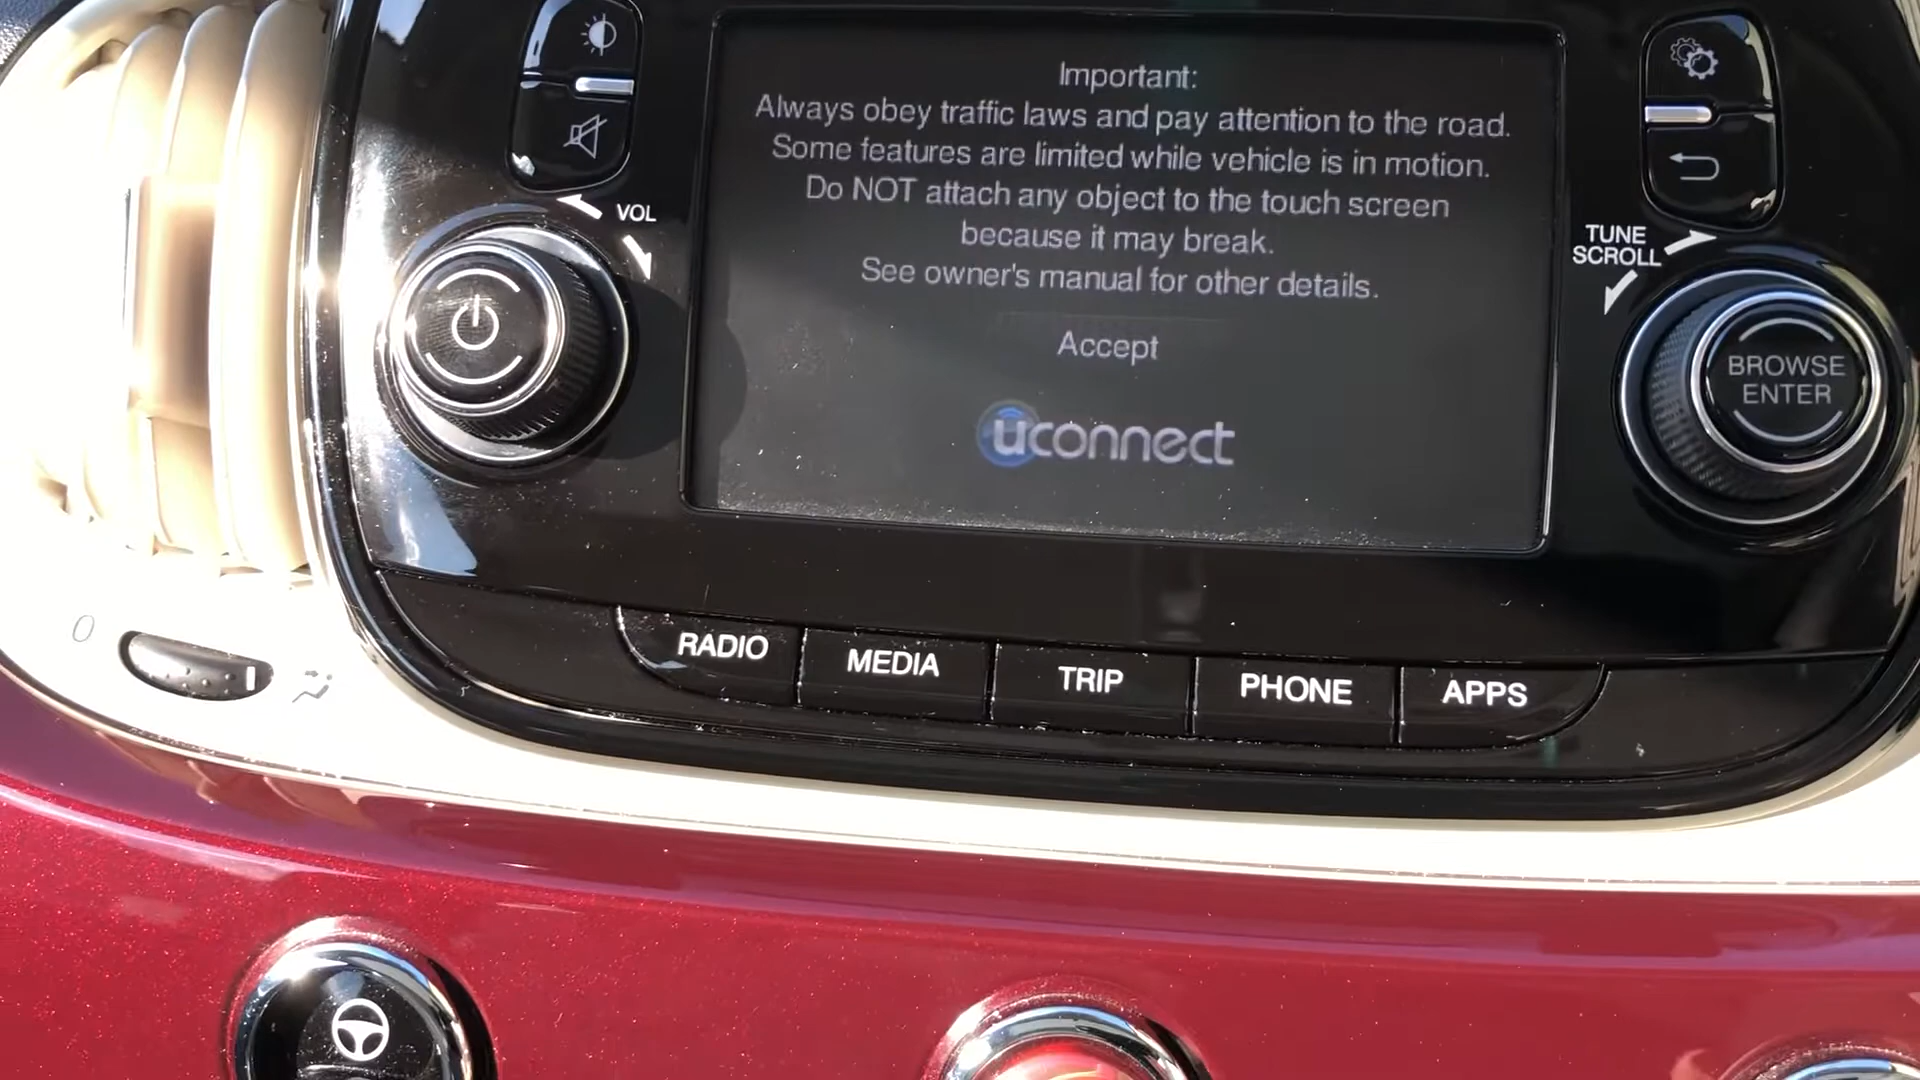 Important:
Always obey traffic laws and pay attention to the road.
Some features are limited while vehicle is in motion.
Do NOT attach any object to the touch screen
because it may break.
See owner's manual for other details.
Accept
uconnect
VOL
TUNE
SCROLL
BROWSE
ENTER
RADIO
MEDIA
TRIP
PHONE
APPS
0